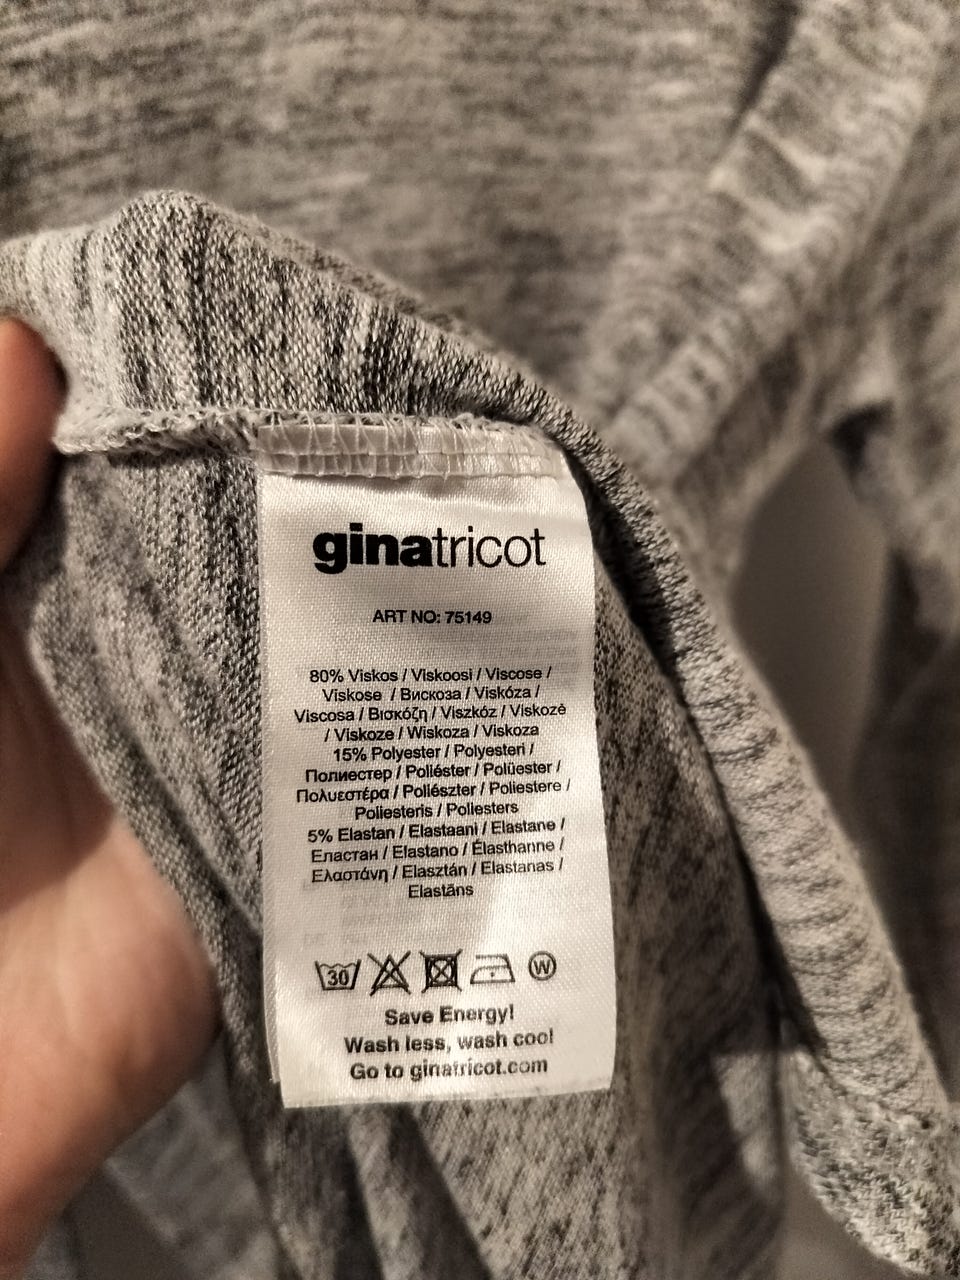 ginatricot
ART NO: 75149
80% Viskos / Viskoosi / Viscose /
Viskose / Вискоза / Viskóza /
Viscosa / Βισκόζη / Viszkóz / Viskozė
/ Viskoze / Wiskoza / Viskoza
15% Polyester / Polyesteri /
Полиестер / Poliéster / Polüester /
Πολυεστέρα / Poliészter / Poliestere /
Poliesteris / Poliesters
5% Elastan / Elastaani / Elastane /
Еластан / Elastano / Élasthanne /
Ελαστάνη / Elasztán / Elastanas /
Elastāns
30 W
Save Energy!
Wash less, wash cool
Go to ginatricot.com